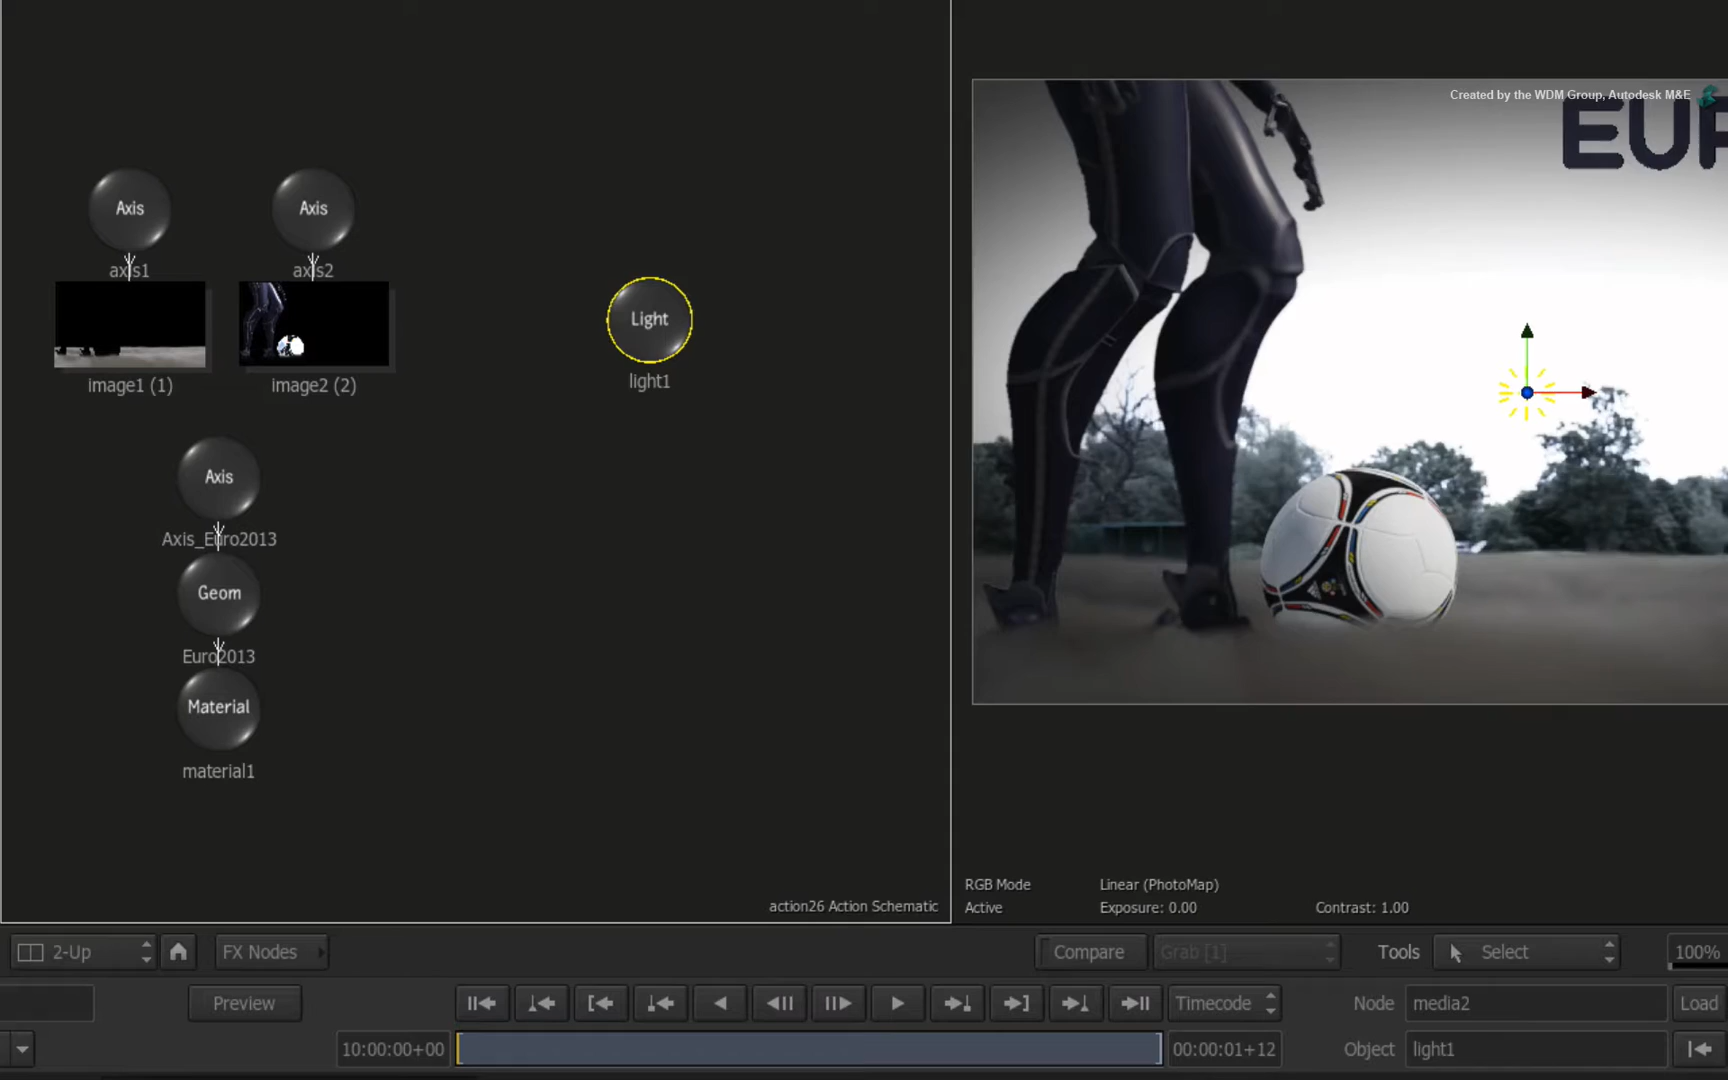 Created by the WDM Group, Autodesk M&E
EUR
Axis
Axis
axis1
axis2
Light
image1 (1)
image2 (2)
light1
Axis
Axis_Euro2013
Geom
Euro2013
Material
material1
RGB Mode
Linear (PhotoMap)
action26 Action Schematic
Active
Exposure: 0.00
Contrast: 1.00
2-Up
FX Nodes
Compare
Grab [1]
Tools
Select
100%
Preview
Timecode
Node
media2
Load
10:00:00+00
00:00:01+12
Object
light1